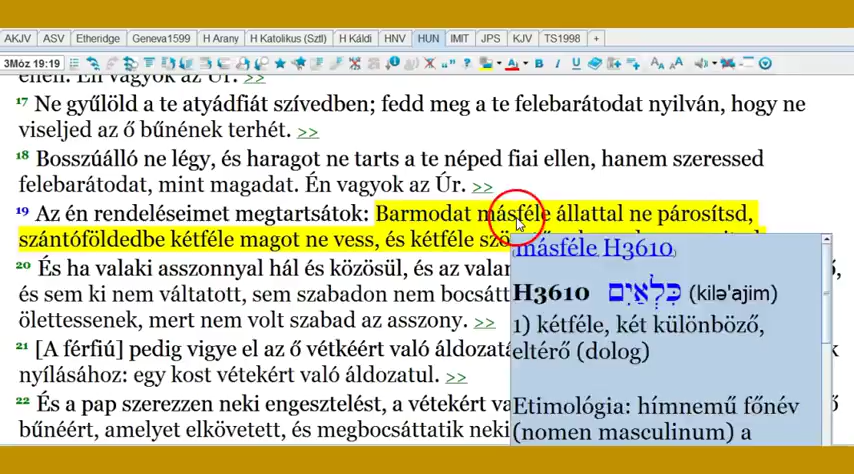 AKJV ASV Etheridge Geneva1599 H Arany H Katolikus (Sztl) H Káldi HNV HUN IMIT JPS KJV TS1998 +
3Móz 19:19
ellen. Én vagyok az Úr. >>
17 Ne gyűlöld a te atyádfiát szívedben; fedd meg a te felebarátodat nyilván, hogy ne
viseljed az ő bűnének terhét. >>
18 Bosszúálló ne légy, és haragot ne tarts a te néped fiai ellen, hanem szeressed
felebarátodat, mint magadat. Én vagyok az Úr. >>
19 Az én rendeléseimet megtartsátok: Barmodat másféle állattal ne párosítsd,
szántóföldedbe kétféle magot ne vess, és kétféle
másféle H3610
20 És ha valaki asszonnyal hál és közösül, és az
H3610 כִּלְאַיִם (kilə'ajim)
és sem ki nem váltatott, sem szabadon nem
1) kétféle, két különböző,
ölettessenek, mert nem volt szabad az asszony. >>
eltérő (dolog)
21 [A férfiú] pedig vigye el az ő vétkéért való
nyílásához: egy kost vétekért való áldozatul. >>
22 És a pap szerezzen neki engesztelést, a vétekért
Etimológia: hímnemű főnév
bűnéért, amelyet elkövetett, és megbocsáttatik neki
(nomen masculinum) a